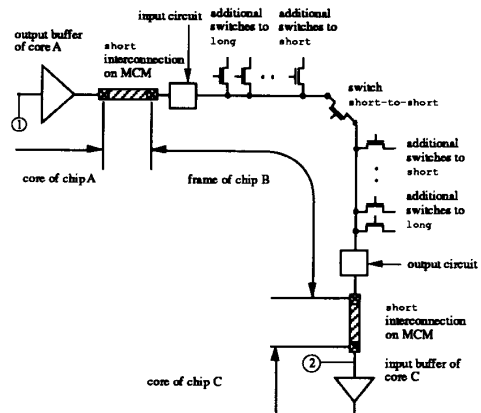 input circuit
additional
switches to
long
additional
switches to
short
output buffer
of core A
short
interconnection
on MCM
switch
short-to-short
1
additional
switches to
short
core of chip A
frame of chip B
additional
switches to
long
output circuit
short
interconnection
on MCM
2
input buffer of
core C
core of chip C